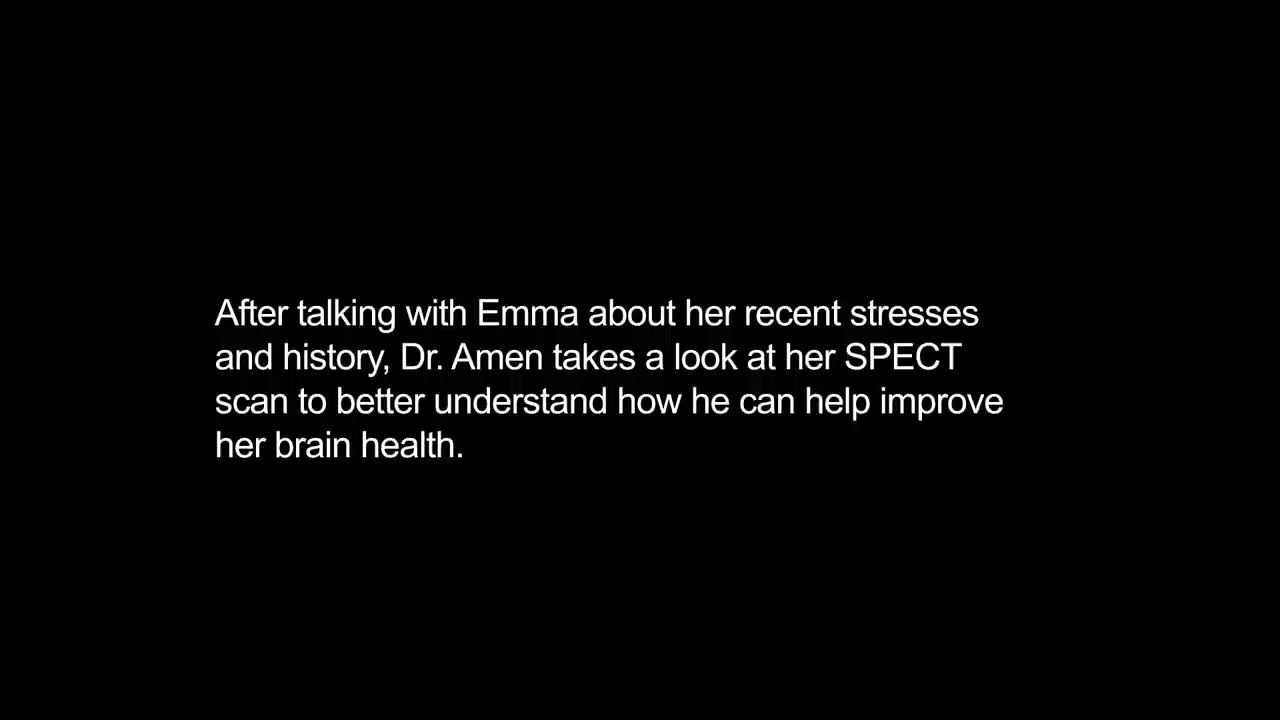 After talking with Emma about her recent stresses
and history, Dr. Amen takes a look at her SPECT
scan to better understand how he can help improve
her brain health.